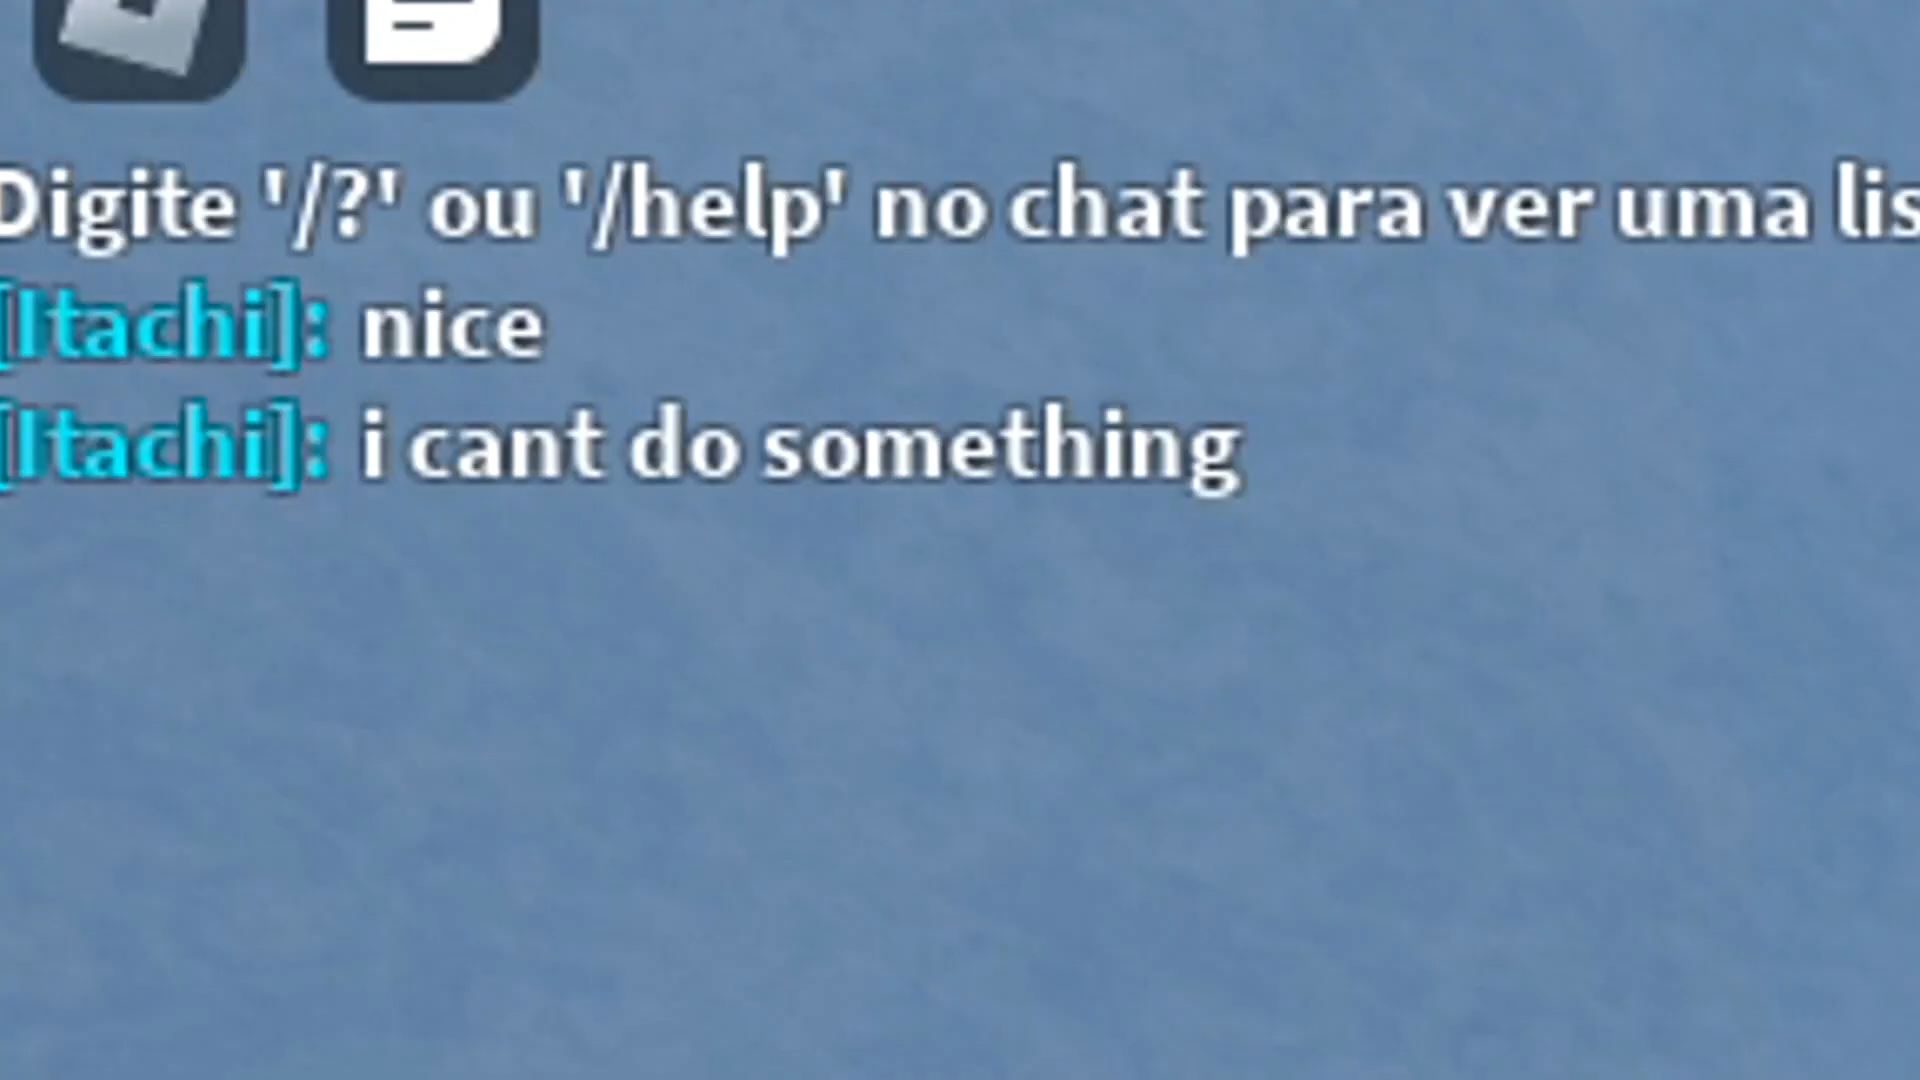 Digite '/?' ou '/help' no chat para ver uma lis
[Itachi]: nice
[Itachi]: i cant do something